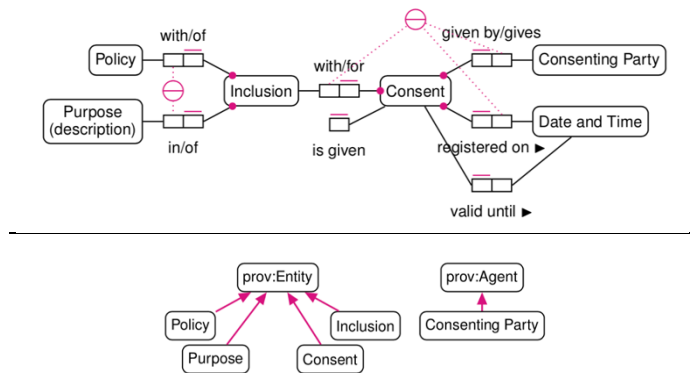 with/of
given by/gives
Policy
with/for
Consenting Party
Inclusion
Consent
Purpose
(description)
Date and Time
in/of
is given
registered on ►
valid until ►
prov:Entity
prov:Agent
Policy
Inclusion
Consenting Party
Purpose
Consent